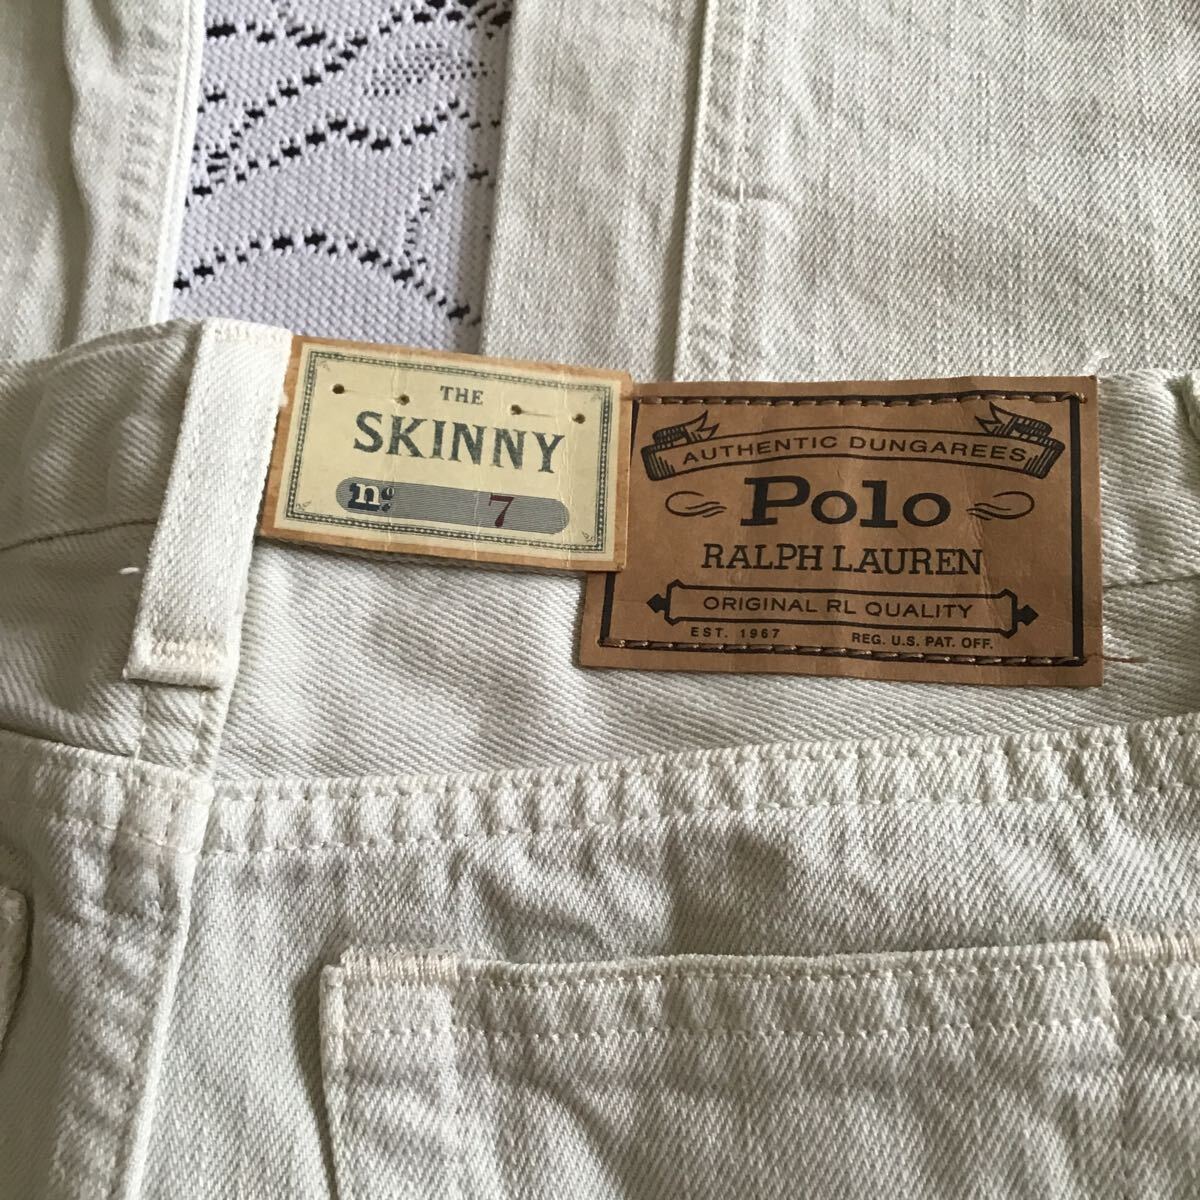 THE
SKINNY
nº 7
AUTHENTIC DUNGAREES
Polo
RALPH LAUREN
ORIGINAL RL QUALITY
EST. 1967 REG. U.S. PAT. OFF.